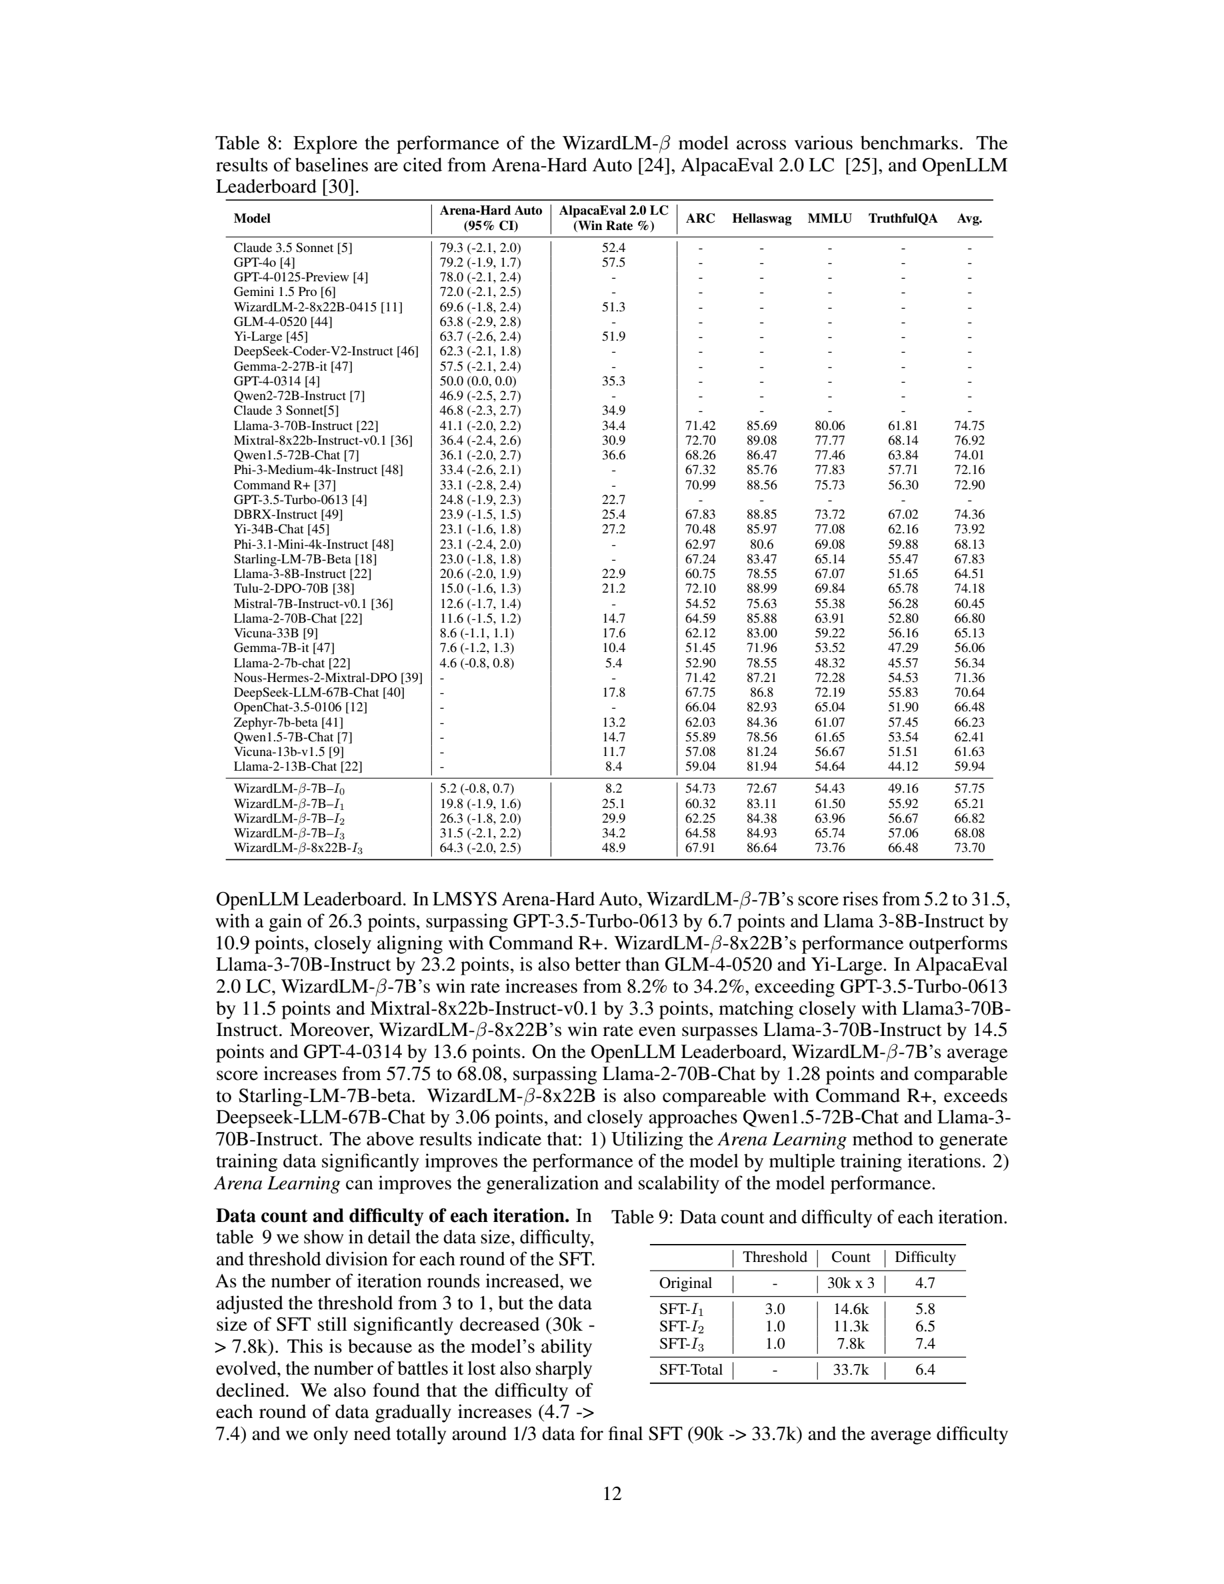 Table 8: Explore the performance of the WizardLM-β model across various benchmarks. The
results of baselines are cited from Arena-Hard Auto [24], AlpacaEval 2.0 LC [25], and OpenLLM
Leaderboard [30].
Model Arena-Hard Auto (95% CI) AlpacaEval 2.0 LC (Win Rate %) ARC Hellaswag MMLU TruthfulQA Avg.
Claude 3.5 Sonnet [5] 79.3 (-2.1, 2.0) 52.4 - - - - -
GPT-4o [4] 79.2 (-1.9, 1.7) 57.5 - - - - -
GPT-4-0125-Preview [4] 78.0 (-2.1, 2.4) - - - - - -
Gemini 1.5 Pro [6] 72.0 (-2.1, 2.5) - - - - - -
WizardLM-2-8x22B-0415 [11] 69.6 (-1.8, 2.4) 51.3 - - - - -
GLM-4-0520 [44] 63.8 (-2.9, 2.8) - - - - - -
Yi-Large [45] 63.7 (-2.6, 2.4) 51.9 - - - - -
DeepSeek-Coder-V2-Instruct [46] 62.3 (-2.1, 1.8) - - - - - -
Gemma-2-27B-it [47] 57.5 (-2.1, 2.4) - - - - - -
GPT-4-0314 [4] 50.0 (0.0, 0.0) 35.3 - - - - -
Qwen2-72B-Instruct [7] 46.9 (-2.5, 2.7) - - - - - -
Claude 3 Sonnet[5] 46.8 (-2.3, 2.7) 34.9 - - - - -
Llama-3-70B-Instruct [22] 41.1 (-2.0, 2.2) 34.4 71.42 85.69 80.06 61.81 74.75
Mixtral-8x22b-Instruct-v0.1 [36] 36.4 (-2.4, 2.6) 30.9 72.70 89.08 77.77 68.14 76.92
Qwen1.5-72B-Chat [7] 36.1 (-2.0, 2.7) 36.6 68.26 86.47 77.46 63.84 74.01
Phi-3-Medium-4k-Instruct [48] 33.4 (-2.6, 2.1) - 67.32 85.76 77.83 57.71 72.16
Command R+ [37] 33.1 (-2.8, 2.4) - 70.99 88.56 75.73 56.30 72.90
GPT-3.5-Turbo-0613 [4] 24.8 (-1.9, 2.3) 22.7 - - - - -
DBRX-Instruct [49] 23.9 (-1.5, 1.5) 25.4 67.83 88.85 73.72 67.02 74.36
Yi-34B-Chat [45] 23.1 (-1.6, 1.8) 27.2 70.48 85.97 77.08 62.16 73.92
Phi-3.1-Mini-4k-Instruct [48] 23.1 (-2.4, 2.0) - 62.97 80.6 69.08 59.88 68.13
Starling-LM-7B-Beta [18] 23.0 (-1.8, 1.8) - 67.24 83.47 65.14 55.47 67.83
Llama-3-8B-Instruct [22] 20.6 (-2.0, 1.9) 22.9 60.75 78.55 67.07 51.65 64.51
Tulu-2-DPO-70B [38] 15.0 (-1.6, 1.3) 21.2 72.10 88.99 69.84 65.78 74.18
Mistral-7B-Instruct-v0.1 [36] 12.6 (-1.7, 1.4) - 54.52 75.63 55.38 56.28 60.45
Llama-2-70B-Chat [22] 11.6 (-1.5, 1.2) 14.7 64.59 85.88 63.91 52.80 66.80
Vicuna-33B [9] 8.6 (-1.1, 1.1) 17.6 62.12 83.00 59.22 56.16 65.13
Gemma-7B-it [47] 7.6 (-1.2, 1.3) 10.4 51.45 71.96 53.52 47.29 56.06
Llama-2-7b-chat [22] 4.6 (-0.8, 0.8) 5.4 52.90 78.55 48.32 45.57 56.34
Nous-Hermes-2-Mixtral-DPO [39] - - 71.42 87.21 72.28 54.53 71.36
DeepSeek-LLM-67B-Chat [40] - 17.8 67.75 86.8 72.19 55.83 70.64
OpenChat-3.5-0106 [12] - - 66.04 82.93 65.04 51.90 66.48
Zephyr-7b-beta [41] - 13.2 62.03 84.36 61.07 57.45 66.23
Qwen1.5-7B-Chat [7] - 14.7 55.89 78.56 61.65 53.54 62.41
Vicuna-13b-v1.5 [9] - 11.7 57.08 81.24 56.67 51.51 61.63
Llama-2-13B-Chat [22] - 8.4 59.04 81.94 54.64 44.12 59.94
WizardLM-β-7B–I0 5.2 (-0.8, 0.7) 8.2 54.73 72.67 54.43 49.16 57.75
WizardLM-β-7B–I1 19.8 (-1.9, 1.6) 25.1 60.32 83.11 61.50 55.92 65.21
WizardLM-β-7B–I2 26.3 (-1.8, 2.0) 29.9 62.25 84.38 63.96 56.67 66.82
WizardLM-β-7B–I3 31.5 (-2.1, 2.2) 34.2 64.58 84.93 65.74 57.06 68.08
WizardLM-β-8x22B-I3 64.3 (-2.0, 2.5) 48.9 67.91 86.64 73.76 66.48 73.70
OpenLLM Leaderboard. In LMSYS Arena-Hard Auto, WizardLM-β-7B's score rises from 5.2 to 31.5,
with a gain of 26.3 points, surpassing GPT-3.5-Turbo-0613 by 6.7 points and Llama 3-8B-Instruct by
10.9 points, closely aligning with Command R+. WizardLM-β-8x22B's performance outperforms
Llama-3-70B-Instruct by 23.2 points, is also better than GLM-4-0520 and Yi-Large. In AlpacaEval
2.0 LC, WizardLM-β-7B's win rate increases from 8.2% to 34.2%, exceeding GPT-3.5-Turbo-0613
by 11.5 points and Mixtral-8x22b-Instruct-v0.1 by 3.3 points, matching closely with Llama3-70B-
Instruct. Moreover, WizardLM-β-8x22B's win rate even surpasses Llama-3-70B-Instruct by 14.5
points and GPT-4-0314 by 13.6 points. On the OpenLLM Leaderboard, WizardLM-β-7B's average
score increases from 57.75 to 68.08, surpassing Llama-2-70B-Chat by 1.28 points and comparable
to Starling-LM-7B-beta. WizardLM-β-8x22B is also compareable with Command R+, exceeds
Deepseek-LLM-67B-Chat by 3.06 points, and closely approaches Qwen1.5-72B-Chat and Llama-3-
70B-Instruct. The above results indicate that: 1) Utilizing the Arena Learning method to generate
training data significantly improves the performance of the model by multiple training iterations. 2)
Arena Learning can improves the generalization and scalability of the model performance.
Data count and difficulty of each iteration. In
table 9 we show in detail the data size, difficulty,
and threshold division for each round of the SFT.
As the number of iteration rounds increased, we
adjusted the threshold from 3 to 1, but the data
size of SFT still significantly decreased (30k -
> 7.8k). This is because as the model's ability
evolved, the number of battles it lost also sharply
declined. We also found that the difficulty of
each round of data gradually increases (4.7 ->
7.4) and we only need totally around 1/3 data for final SFT (90k -> 33.7k) and the average difficulty
Table 9: Data count and difficulty of each iteration.
Threshold Count Difficulty
Original - 30k x 3 4.7
SFT-I1 3.0 14.6k 5.8
SFT-I2 1.0 11.3k 6.5
SFT-I3 1.0 7.8k 7.4
SFT-Total - 33.7k 6.4
12